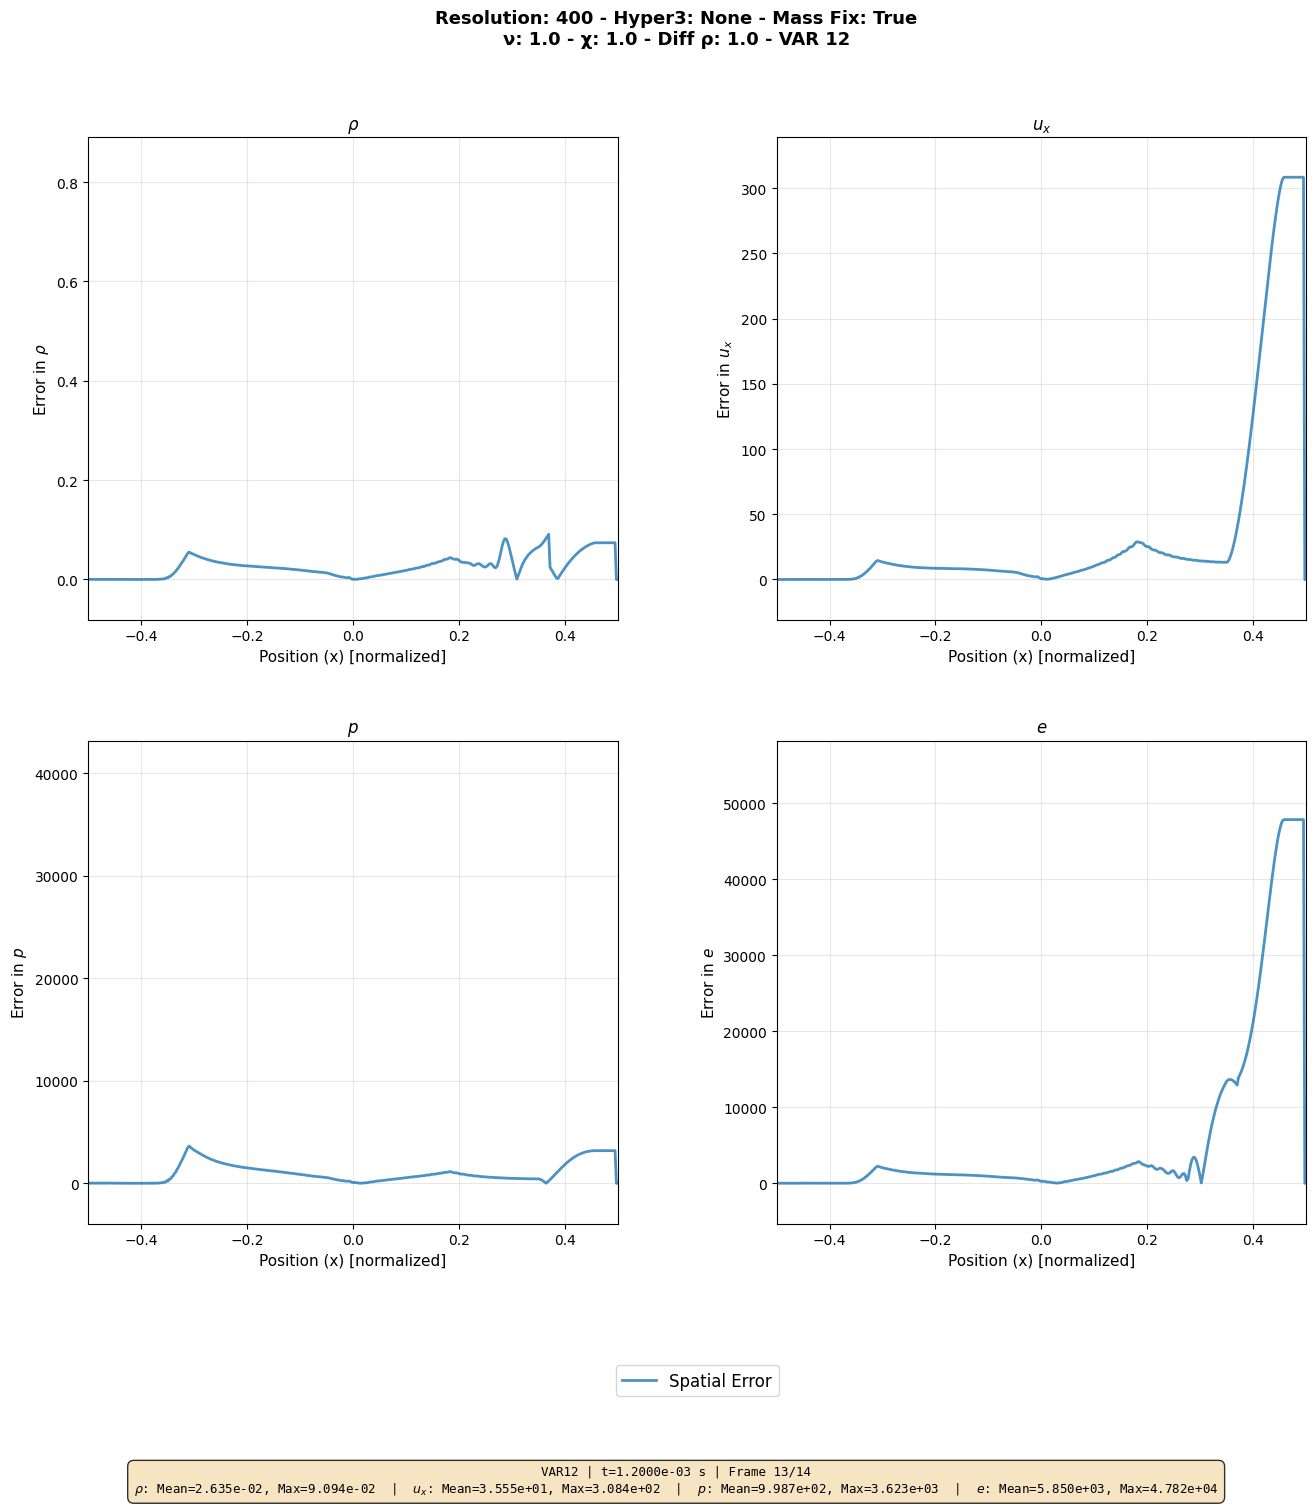 Resolution: 400 - Hyper3: None - Mass Fix: True
ν: 1.0 - χ: 1.0 - Diff ρ: 1.0 - VAR 12
ρ
0.8
0.6
0.4
0.2
0.0
Error in ρ
−0.4 −0.2 0.0 0.2 0.4
Position (x) [normalized]
uₓ
300
250
200
150
100
50
0
Error in uₓ
−0.4 −0.2 0.0 0.2 0.4
Position (x) [normalized]
p
40000
30000
20000
10000
0
Error in p
−0.4 −0.2 0.0 0.2 0.4
Position (x) [normalized]
e
50000
40000
30000
20000
10000
0
Error in e
−0.4 −0.2 0.0 0.2 0.4
Position (x) [normalized]
Spatial Error
VAR12 | t=1.2000e-03 s | Frame 13/14
ρ: Mean=2.635e-02, Max=9.094e-02 | uₓ: Mean=3.555e+01, Max=3.084e+02 | p: Mean=9.987e+02, Max=3.623e+03 | e: Mean=5.850e+03, Max=4.782e+04